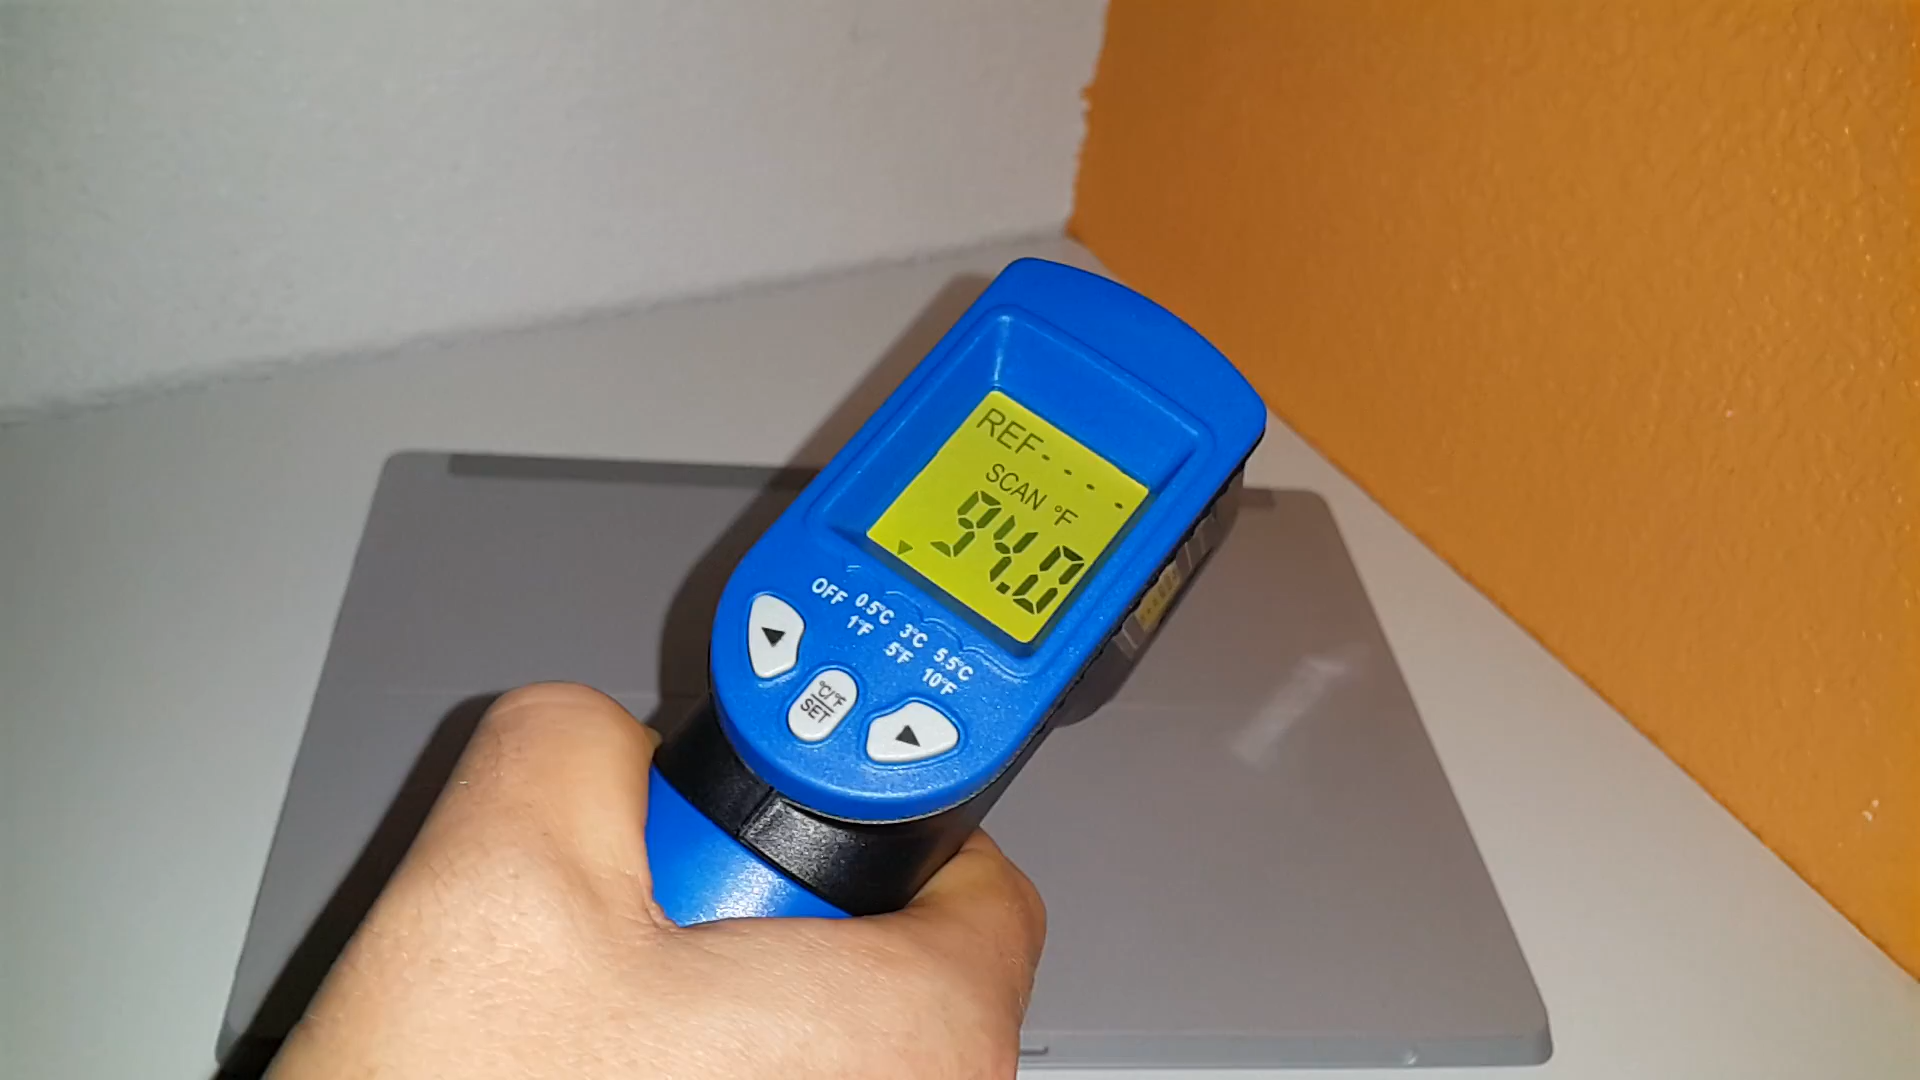 REF - - - -
SCAN °F
94.0
OFF 0.5°C 3°C 5.5°C
1°F 5°F 10°F
°C/°F
SET